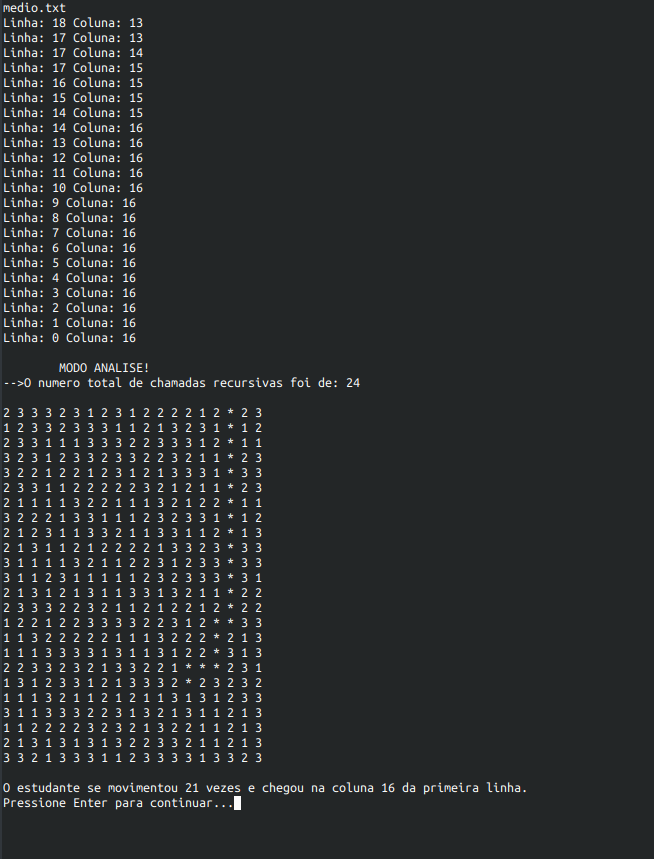 medio.txt
Linha: 18 Coluna: 13
Linha: 17 Coluna: 13
Linha: 17 Coluna: 14
Linha: 17 Coluna: 15
Linha: 16 Coluna: 15
Linha: 15 Coluna: 15
Linha: 14 Coluna: 15
Linha: 14 Coluna: 16
Linha: 13 Coluna: 16
Linha: 12 Coluna: 16
Linha: 11 Coluna: 16
Linha: 10 Coluna: 16
Linha: 9 Coluna: 16
Linha: 8 Coluna: 16
Linha: 7 Coluna: 16
Linha: 6 Coluna: 16
Linha: 5 Coluna: 16
Linha: 4 Coluna: 16
Linha: 3 Coluna: 16
Linha: 2 Coluna: 16
Linha: 1 Coluna: 16
Linha: 0 Coluna: 16
MODO ANALISE!
-->O numero total de chamadas recursivas foi de: 24
2 3 3 3 2 3 1 2 3 1 2 2 2 2 1 2 * 2 3
1 2 3 3 2 3 3 3 1 1 2 1 3 2 3 1 * 1 2
2 3 3 1 1 1 3 3 3 2 2 3 3 3 1 2 * 1 1
3 2 3 1 2 3 3 2 3 3 2 2 3 2 1 1 * 2 3
3 2 2 1 2 2 1 2 3 1 2 1 3 3 3 1 * 3 3
2 3 3 1 1 2 2 2 2 2 3 2 1 2 1 1 * 2 3
2 1 1 1 1 3 2 2 1 1 1 3 2 1 2 2 * 1 1
3 2 2 2 1 3 3 1 1 1 2 3 2 3 3 1 * 1 2
2 1 2 3 1 1 3 3 2 1 1 3 3 1 1 2 * 1 3
2 1 3 1 1 2 1 2 2 2 2 1 3 3 2 3 * 3 3
3 1 1 1 1 3 2 1 1 2 2 3 1 2 3 3 * 3 3
3 1 1 2 3 1 1 1 1 1 2 3 2 3 3 3 * 3 1
2 1 3 1 2 1 3 1 1 3 3 1 3 2 1 1 * 2 2
2 3 3 3 2 2 2 3 1 1 2 1 2 2 1 2 * 2 2
1 2 2 1 2 2 3 3 3 3 2 2 3 1 2 * * 3 3
1 1 3 2 2 2 2 2 1 1 1 3 2 2 2 * 2 1 3
1 1 1 3 3 3 3 1 3 1 1 3 1 2 2 * 3 1 3
2 2 3 3 2 3 2 1 3 3 2 2 1 * * * 2 3 1
1 3 1 2 3 3 1 2 1 3 3 3 2 * 2 3 2 3 2
1 1 1 3 2 1 1 2 1 2 1 1 3 1 3 1 2 3 3
3 1 1 3 3 3 2 2 3 1 3 2 1 3 1 1 2 1 3
1 1 2 2 2 2 3 2 3 2 1 3 2 2 1 1 2 1 3
2 1 3 1 3 1 3 1 3 2 2 3 3 2 1 1 2 1 3
3 3 2 1 3 3 3 1 1 2 3 3 3 3 1 3 3 2 3
O estudante se movimentou 21 vezes e chegou na coluna 16 da primeira linha.
Pressione Enter para continuar...